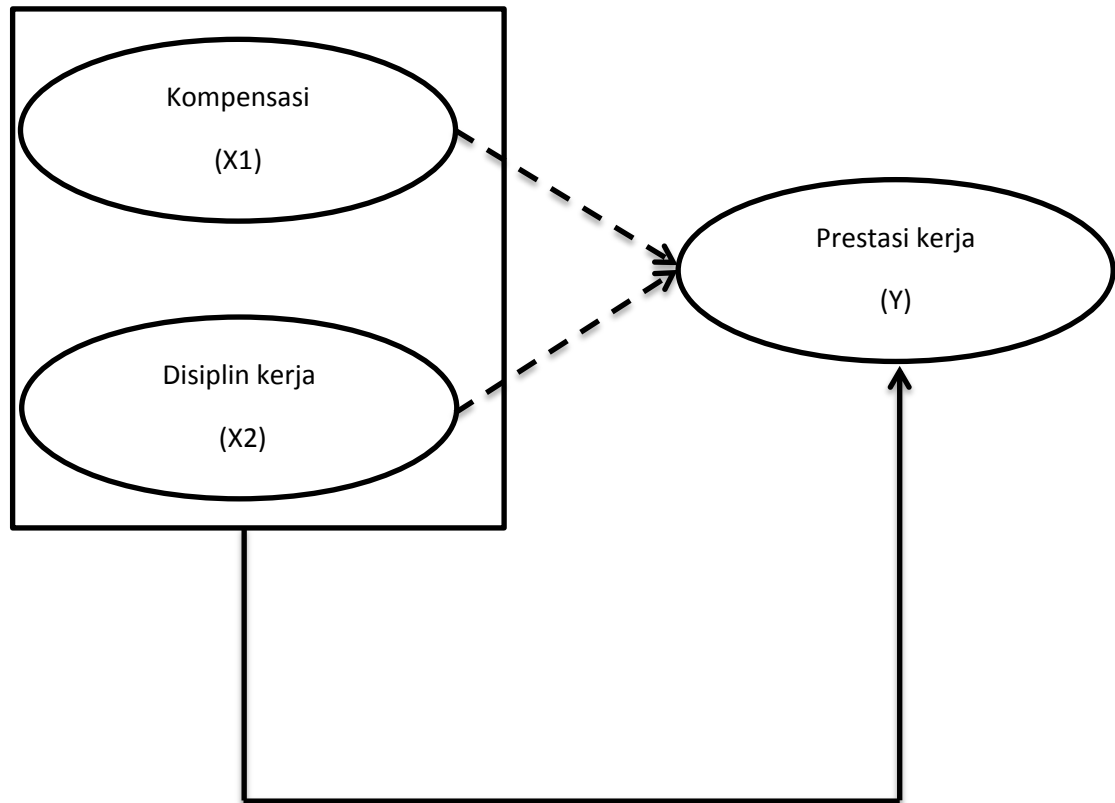 Kompensasi
(X1)
Prestasi kerja
(Y)
Disiplin kerja
(X2)